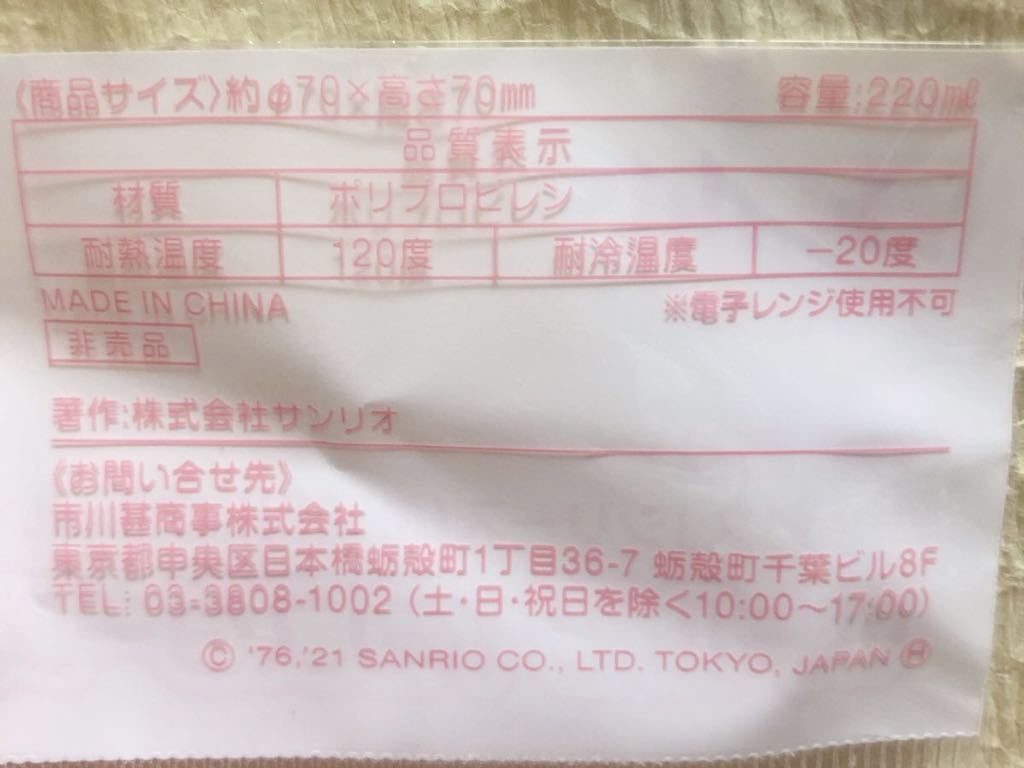 〈商品サイズ〉約φ70×高さ70mm 容量:220ml
品質表示
材質 ポリプロピレン
耐熱温度 120度 耐冷温度 −20度
MADE IN CHINA ※電子レンジ使用不可
非売品
著作:株式会社サンリオ
《お問い合せ先》
市川甚商事株式会社
東京都中央区日本橋蛎殻町1丁目36-7 蛎殻町千葉ビル8F
TEL: 03-3808-1002 (土・日・祝日を除く10:00〜17:00)
© '76,'21 SANRIO CO., LTD. TOKYO, JAPAN Ⓗ